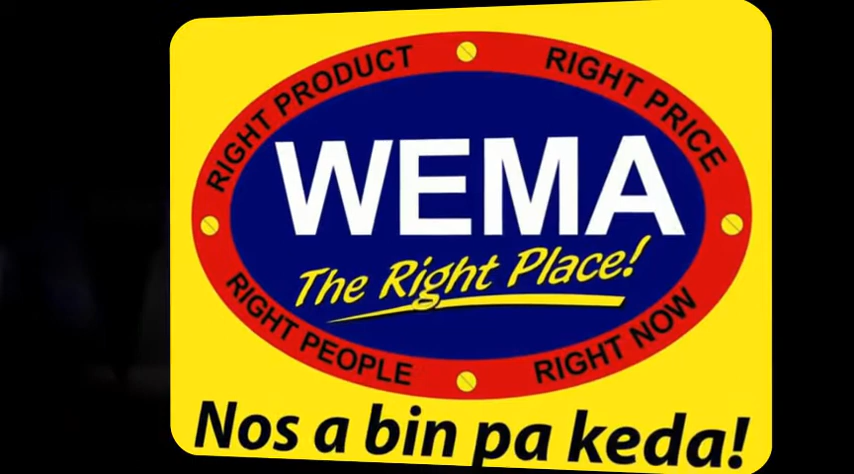 RIGHT PRODUCT
RIGHT PRICE
WEMA
The Right Place!
RIGHT PEOPLE
RIGHT NOW
Nos a bin pa keda!